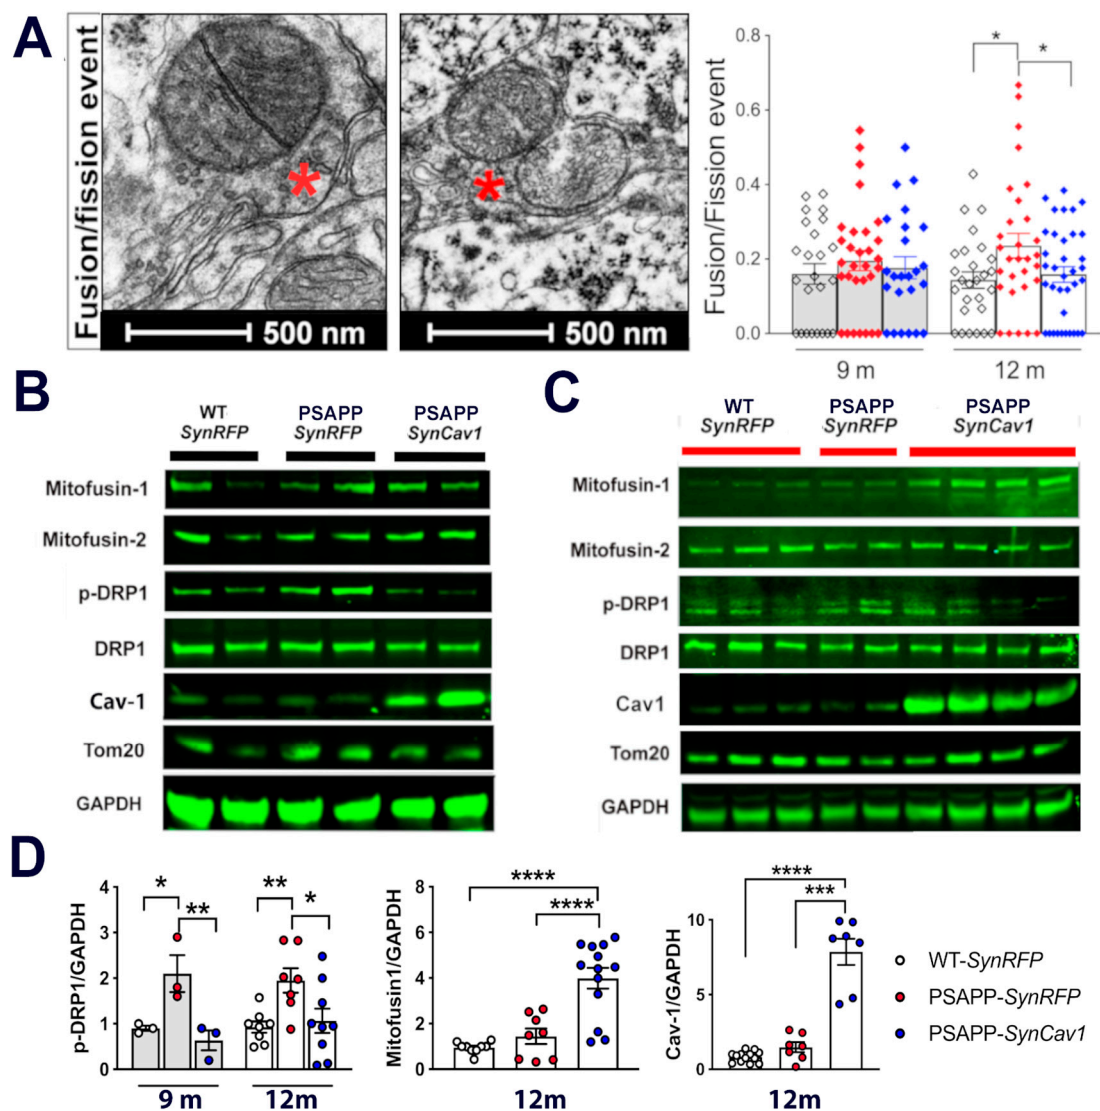 A
Fusion/fission event
500 nm
500 nm
Fusion/Fission event
0.8
0.6
0.4
0.2
0.0
*
*
9 m
12 m
B
WT
SynRFP
PSAPP
SynRFP
PSAPP
SynCav1
Mitofusin-1
Mitofusin-2
p-DRP1
DRP1
Cav-1
Tom20
GAPDH
C
WT
SynRFP
PSAPP
SynRFP
PSAPP
SynCav1
Mitofusin-1
Mitofusin-2
p-DRP1
DRP1
Cav1
Tom20
GAPDH
D
p-DRP1/GAPDH
4
3
2
1
0
*
**
**
*
9 m
12m
Mitofusin1/GAPDH
8
6
4
2
0
****
****
12m
Cav-1/GAPDH
10
5
0
****
***
12m
WT-SynRFP
PSAPP-SynRFP
PSAPP-SynCav1